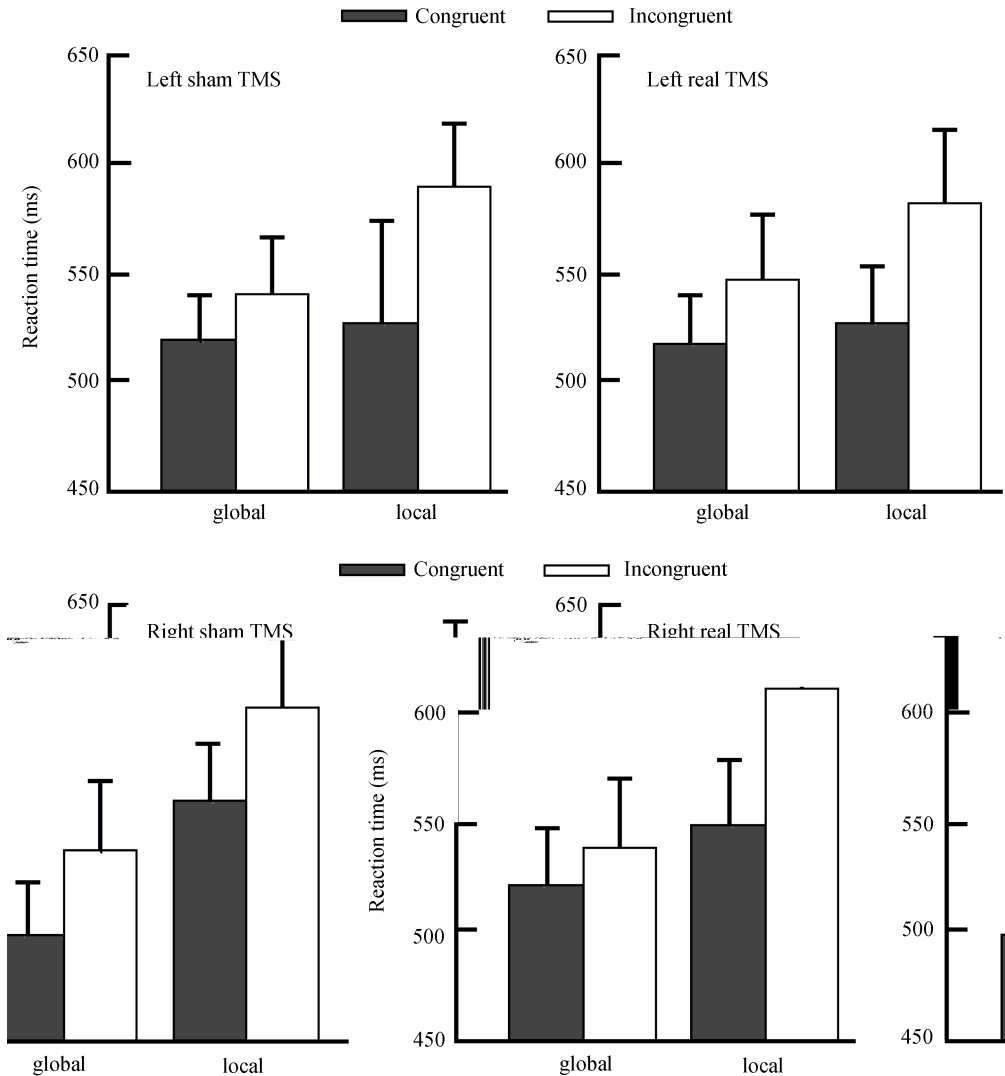 Congruent Incongruent
650 650
Left sham TMS Left real TMS
600 600
Reaction time (ms)
550 550
500 500
450 450
global local global local
Congruent Incongruent
650 650
Right sham TMS Right real TMS
600 600
Reaction time (ms)
550 550
500 500
450 450
global local global local